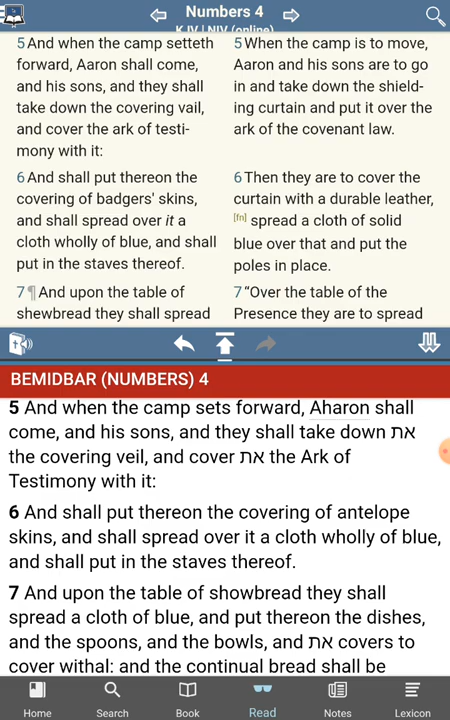 Numbers 4
KJV | NIV (online)
5 And when the camp setteth
forward, Aaron shall come,
and his sons, and they shall
take down the covering vail,
and cover the ark of testi-
mony with it:
6 And shall put thereon the
covering of badgers' skins,
and shall spread over it a
cloth wholly of blue, and shall
put in the staves thereof.
7 ¶ And upon the table of
shewbread they shall spread
5 When the camp is to move,
Aaron and his sons are to go
in and take down the shield-
ing curtain and put it over the
ark of the covenant law.
6 Then they are to cover the
curtain with a durable leather,
[fn] spread a cloth of solid
blue over that and put the
poles in place.
7 “Over the table of the
Presence they are to spread
BEMIDBAR (NUMBERS) 4
5 And when the camp sets forward, Aharon shall
come, and his sons, and they shall take down את
the covering veil, and cover את the Ark of
Testimony with it:
6 And shall put thereon the covering of antelope
skins, and shall spread over it a cloth wholly of blue,
and shall put in the staves thereof.
7 And upon the table of showbread they shall
spread a cloth of blue, and put thereon the dishes,
and the spoons, and the bowls, and את covers to
cover withal: and the continual bread shall be
Home
Search
Book
Read
Notes
Lexicon